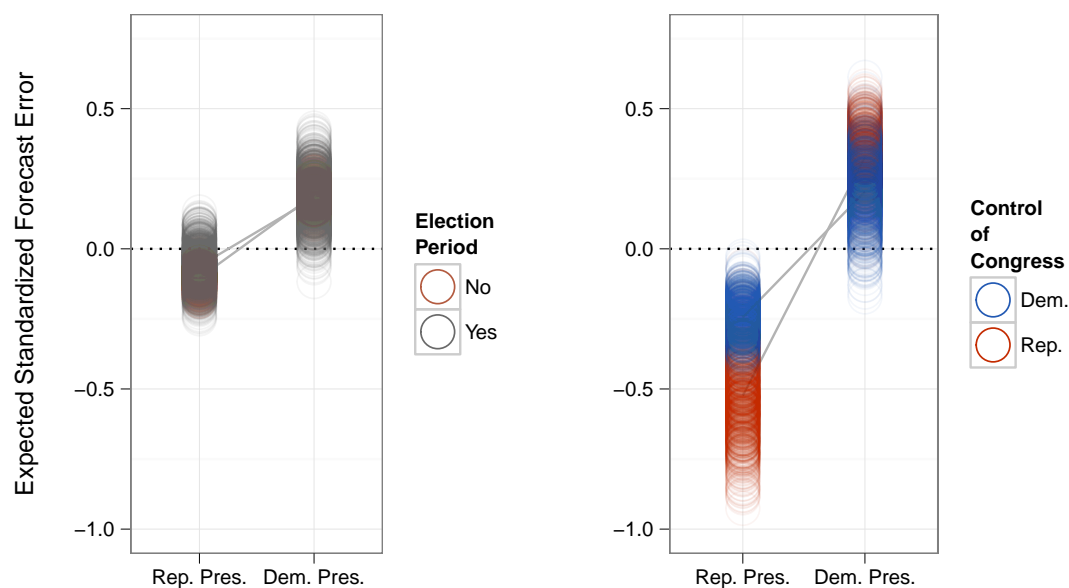 Expected Standardized Forecast Error
0.5
0.0
−0.5
−1.0
Rep. Pres. Dem. Pres.
Election
Period
No
Yes
0.5
0.0
−0.5
−1.0
Rep. Pres. Dem. Pres.
Control
of
Congress
Dem.
Rep.